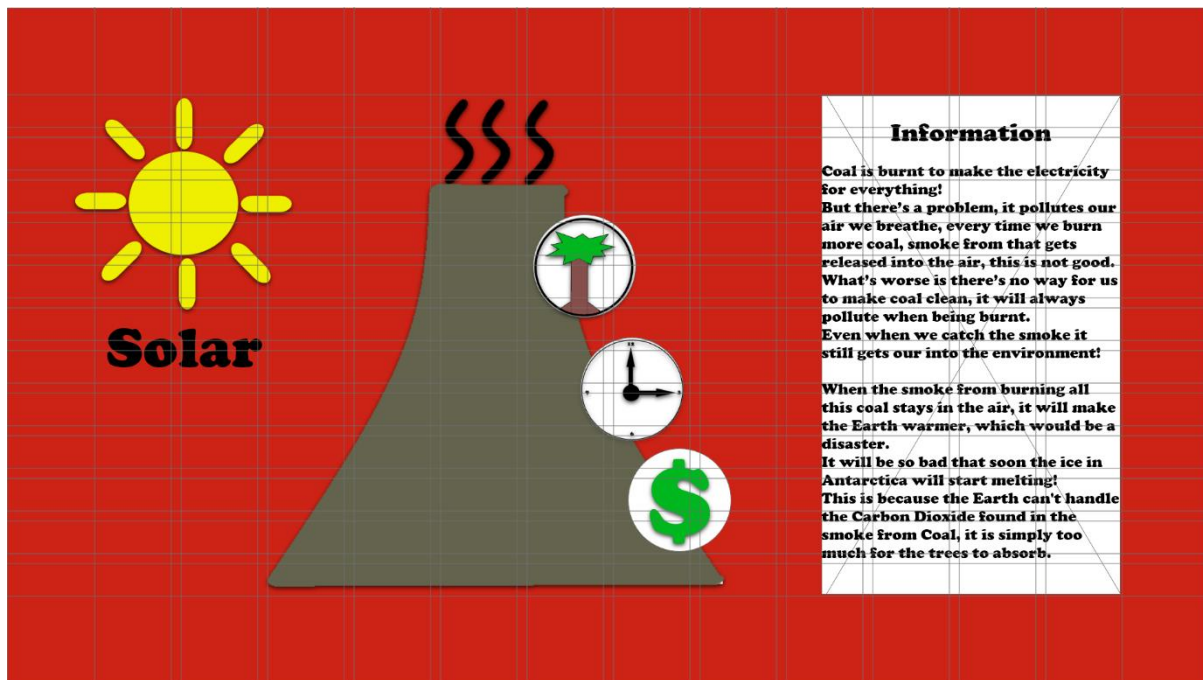 Solar
Information
Coal is burnt to make the electricity
for everything!
But there's a problem, it pollutes our
air we breathe, every time we burn
more coal, smoke from that gets
released into the air, this is not good.
What's worse is there's no way for us
to make coal clean, it will always
pollute when being burnt.
Even when we catch the smoke it
still gets our into the environment!
When the smoke from burning all
this coal stays in the air, it will make
the Earth warmer, which would be a
disaster.
It will be so bad that soon the ice in
Antarctica will start melting!
This is because the Earth can't handle
the Carbon Dioxide found in the
smoke from Coal, it is simply too
much for the trees to absorb.
12
$